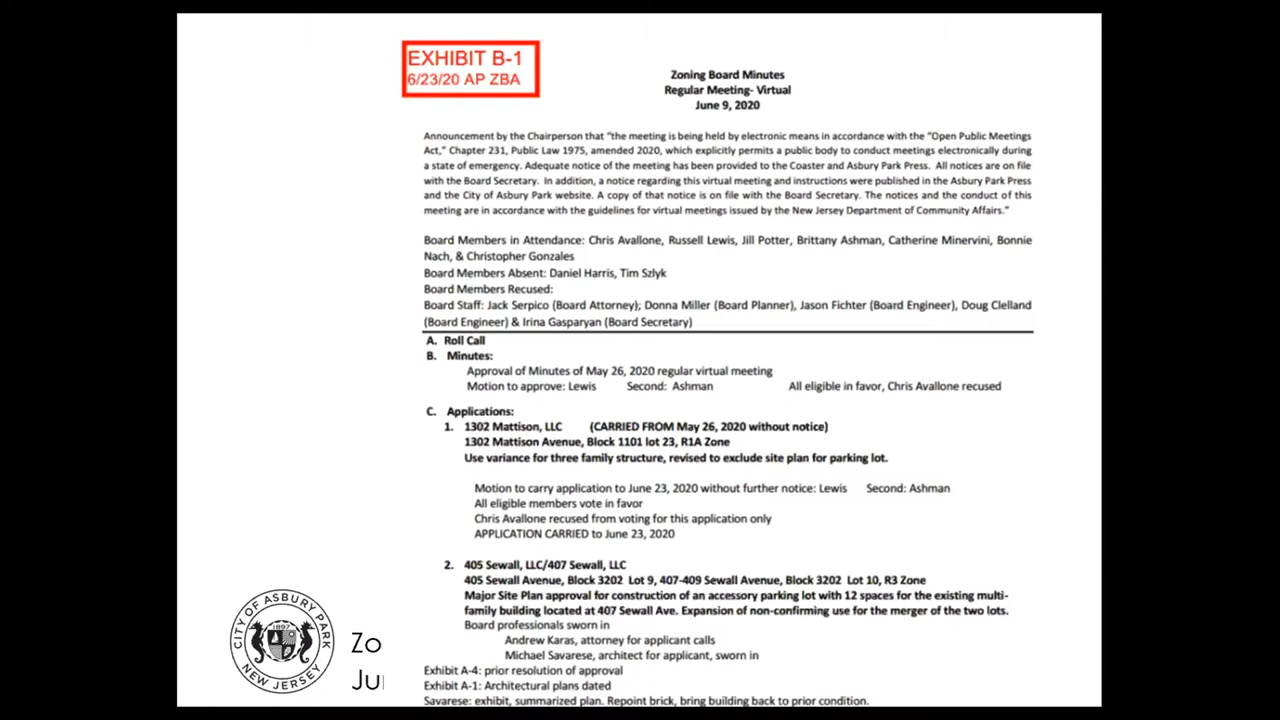 EXHIBIT B-1
6/23/20 AP ZBA
Zoning Board Minutes
Regular Meeting- Virtual
June 9, 2020
Announcement by the Chairperson that “the meeting is being held by electronic means in accordance with the “Open Public Meetings
Act,” Chapter 231, Public Law 1975, amended 2020, which explicitly permits a public body to conduct meetings electronically during
a state of emergency. Adequate notice of the meeting has been provided to the Coaster and Asbury Park Press. All notices are on file
with the Board Secretary. In addition, a notice regarding this virtual meeting and instructions were published in the Asbury Park Press
and the City of Asbury Park website. A copy of that notice is on file with the Board Secretary. The notices and the conduct of this
meeting are in accordance with the guidelines for virtual meetings issued by the New Jersey Department of Community Affairs.”
Board Members in Attendance: Chris Avallone, Russell Lewis, Jill Potter, Brittany Ashman, Catherine Minervini, Bonnie
Nach, & Christopher Gonzales
Board Members Absent: Daniel Harris, Tim Szlyk
Board Members Recused:
Board Staff: Jack Serpico (Board Attorney); Donna Miller (Board Planner), Jason Fichter (Board Engineer), Doug Clelland
(Board Engineer) & Irina Gasparyan (Board Secretary)
A. Roll Call
B. Minutes:
Approval of Minutes of May 26, 2020 regular virtual meeting
Motion to approve: Lewis Second: Ashman All eligible in favor, Chris Avallone recused
C. Applications:
1. 1302 Mattison, LLC (CARRIED FROM May 26, 2020 without notice)
1302 Mattison Avenue, Block 1101 lot 23, R1A Zone
Use variance for three family structure, revised to exclude site plan for parking lot.
Motion to carry application to June 23, 2020 without further notice: Lewis Second: Ashman
All eligible members vote in favor
Chris Avallone recused from voting for this application only
APPLICATION CARRIED to June 23, 2020
2. 405 Sewall, LLC/407 Sewall, LLC
405 Sewall Avenue, Block 3202 Lot 9, 407-409 Sewall Avenue, Block 3202 Lot 10, R3 Zone
Major Site Plan approval for construction of an accessory parking lot with 12 spaces for the existing multi-
family building located at 407 Sewall Ave. Expansion of non-confirming use for the merger of the two lots.
Board professionals sworn in
Andrew Karas, attorney for applicant calls
Michael Savarese, architect for applicant, sworn in
Exhibit A-4: prior resolution of approval
Exhibit A-1: Architectural plans dated
Savarese: exhibit, summarized plan. Repoint brick, bring building back to prior condition.
CITY OF ASBURY PARK
1897
NEW JERSEY
Zo
Ju